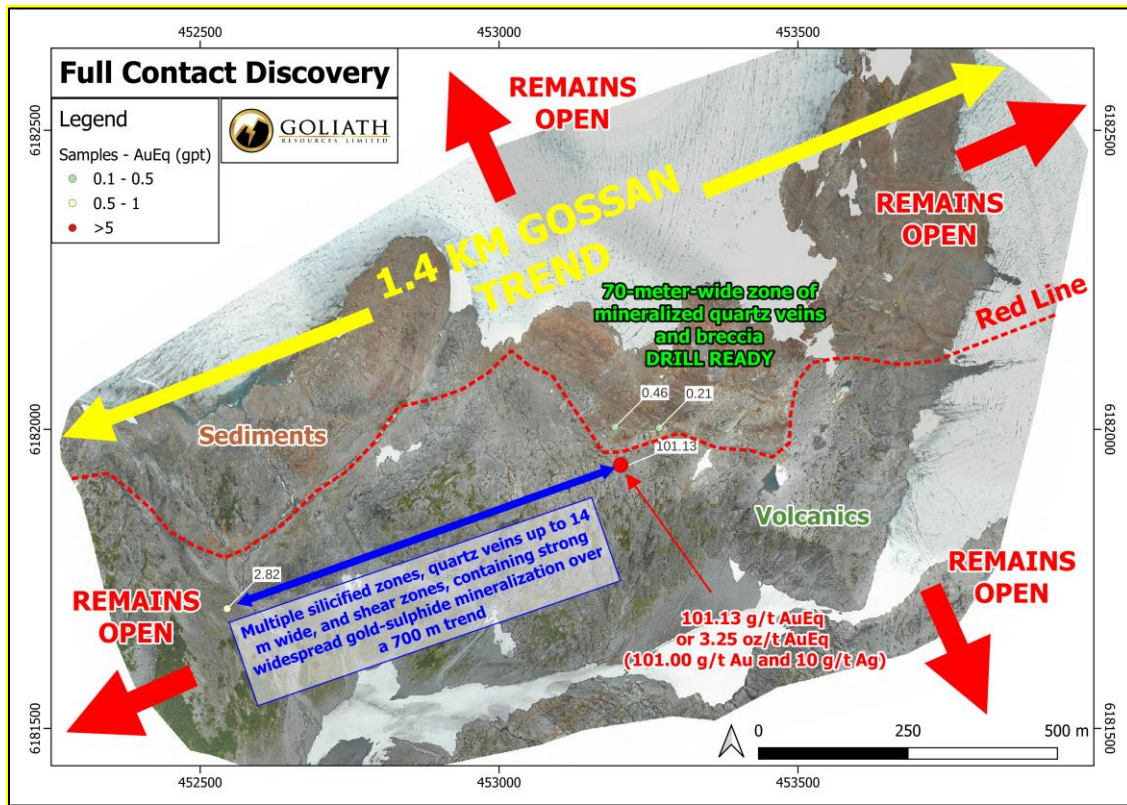 452500
453000
453500
Full Contact Discovery
Legend
Samples - AuEq (gpt)
0.1 - 0.5
0.5 - 1
>5
GOLIATH
RESOURCES LIMITED
REMAINS
OPEN
6182500
6182500
REMAINS
OPEN
1.4 KM GOSSAN
TREND
70-meter-wide zone of
mineralized quartz veins
and breccia
DRILL READY
Red Line
0.46
0.21
6182000
6182000
Sediments
101.13
Volcanics
2.82
Multiple silicified zones, quartz veins up to 14
m wide, and shear zones, containing strong
widespread gold-sulphide mineralization over
a 700 m trend
REMAINS
OPEN
REMAINS
OPEN
101.13 g/t AuEq
or 3.25 oz/t AuEq
(101.00 g/t Au and 10 g/t Ag)
6181500
6181500
0
250
500 m
452500
453000
453500